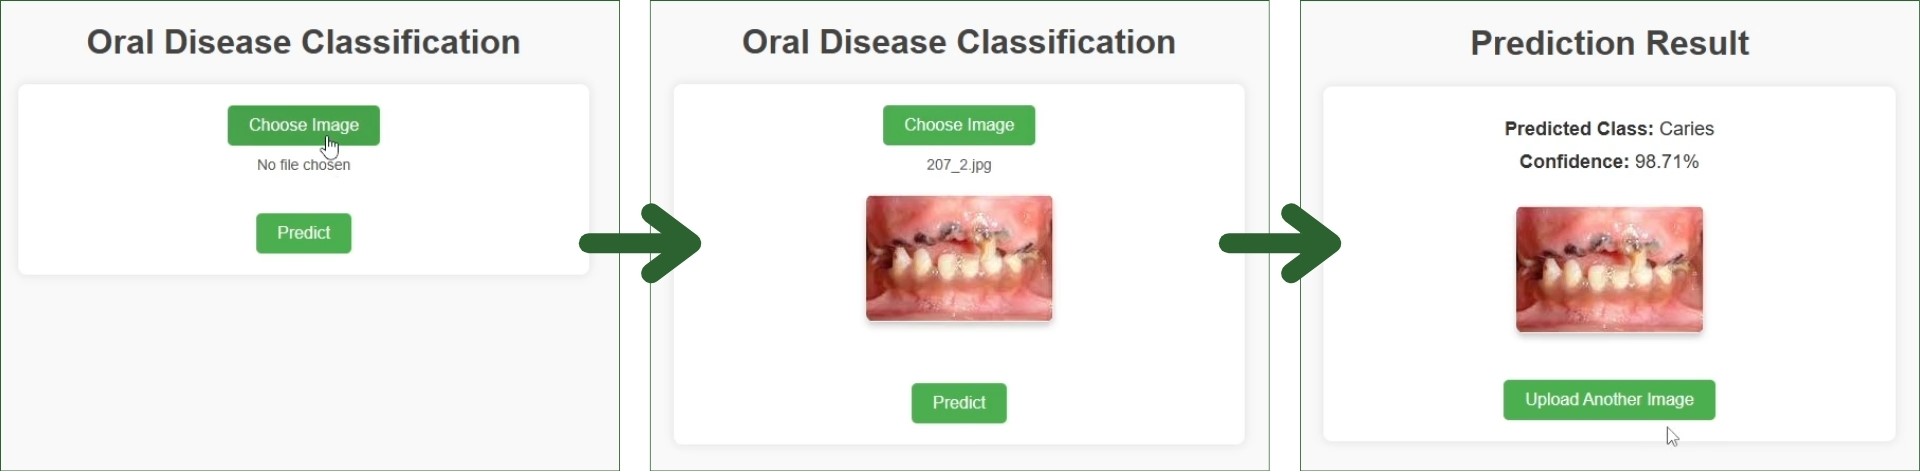 Oral Disease Classification
Choose Image
No file chosen
Predict
Oral Disease Classification
Choose Image
207_2.jpg
Predict
Prediction Result
Predicted Class: Caries
Confidence: 98.71%
Upload Another Image